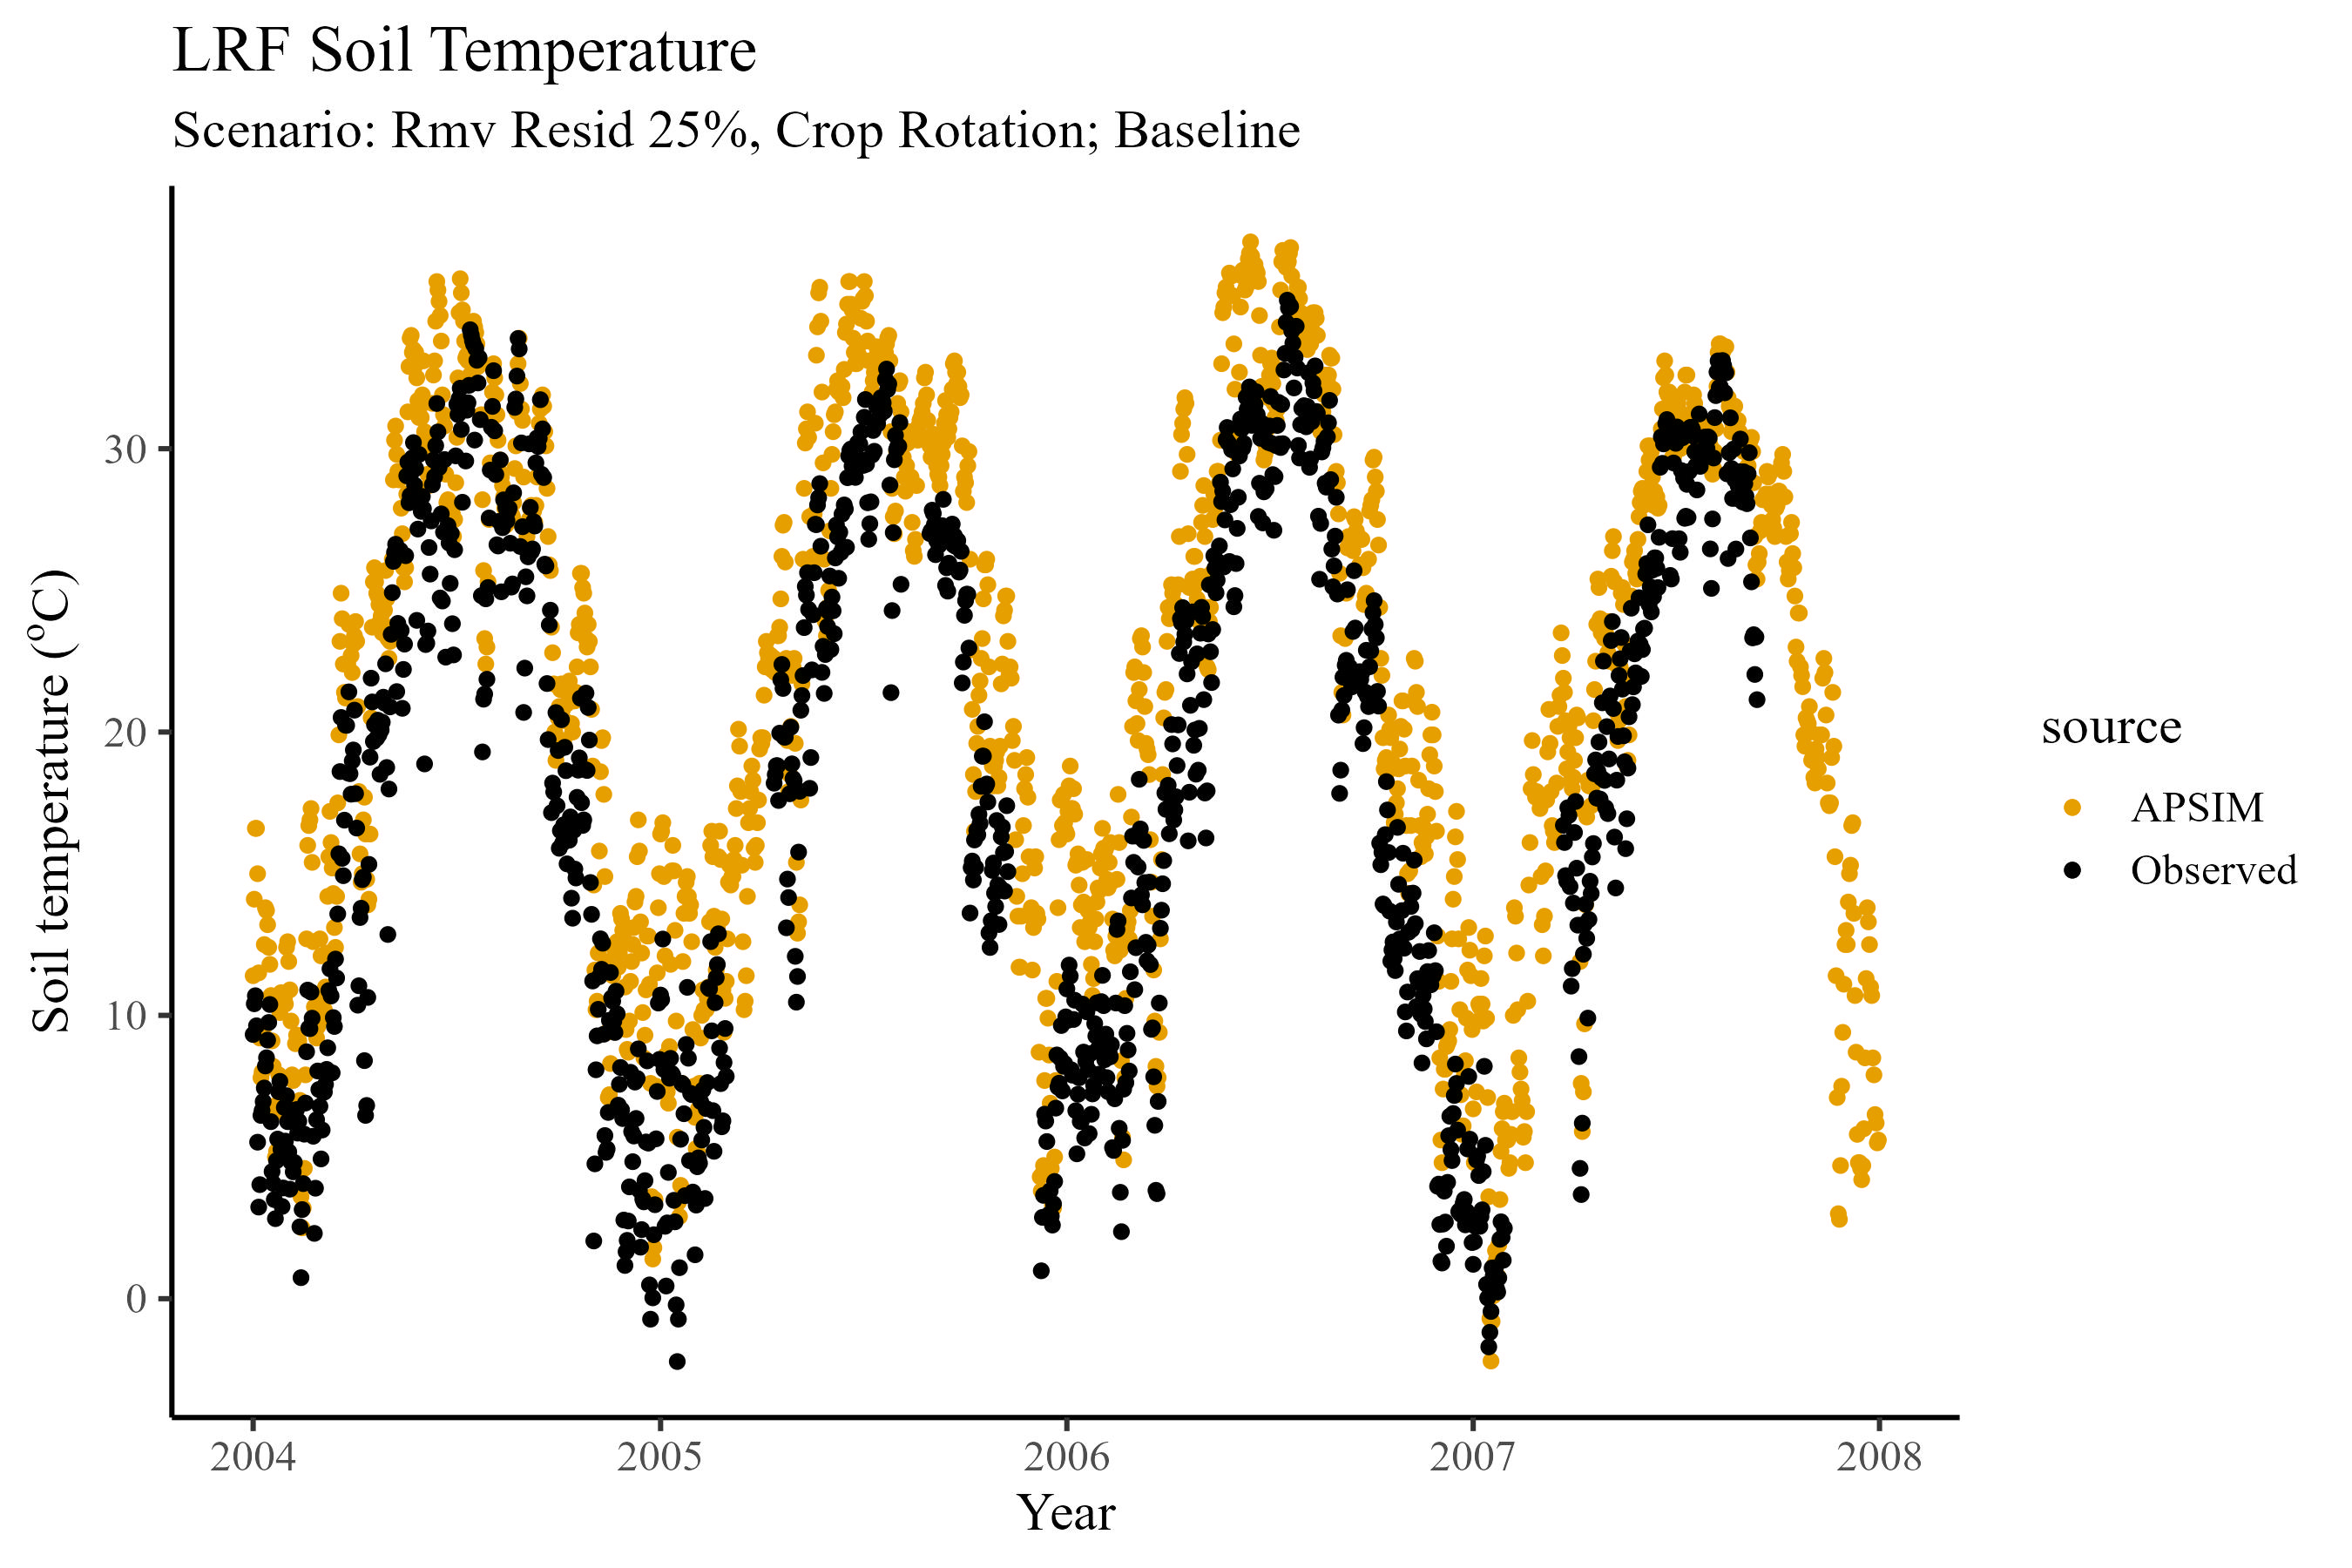 LRF Soil Temperature
Scenario: Rmv Resid 25%, Crop Rotation; Baseline
Soil temperature (°C)
30
20
10
0
2004 2005 2006 2007 2008
Year
source
APSIM
Observed